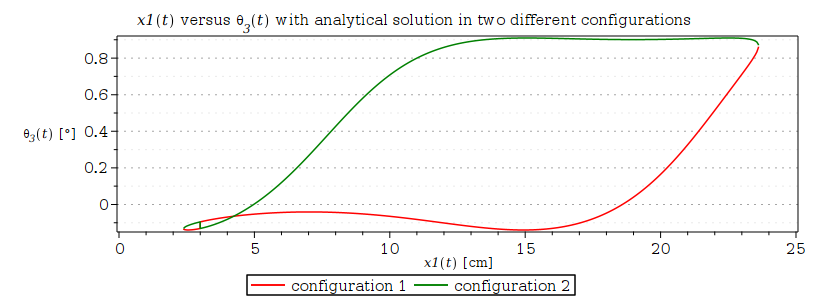 x1(t) versus θ3(t) with analytical solution in two different configurations
0.8
0.6
θ3(t) [°] 0.4
0.2
0
0 5 10 15 20 25
x1(t) [cm]
configuration 1 configuration 2